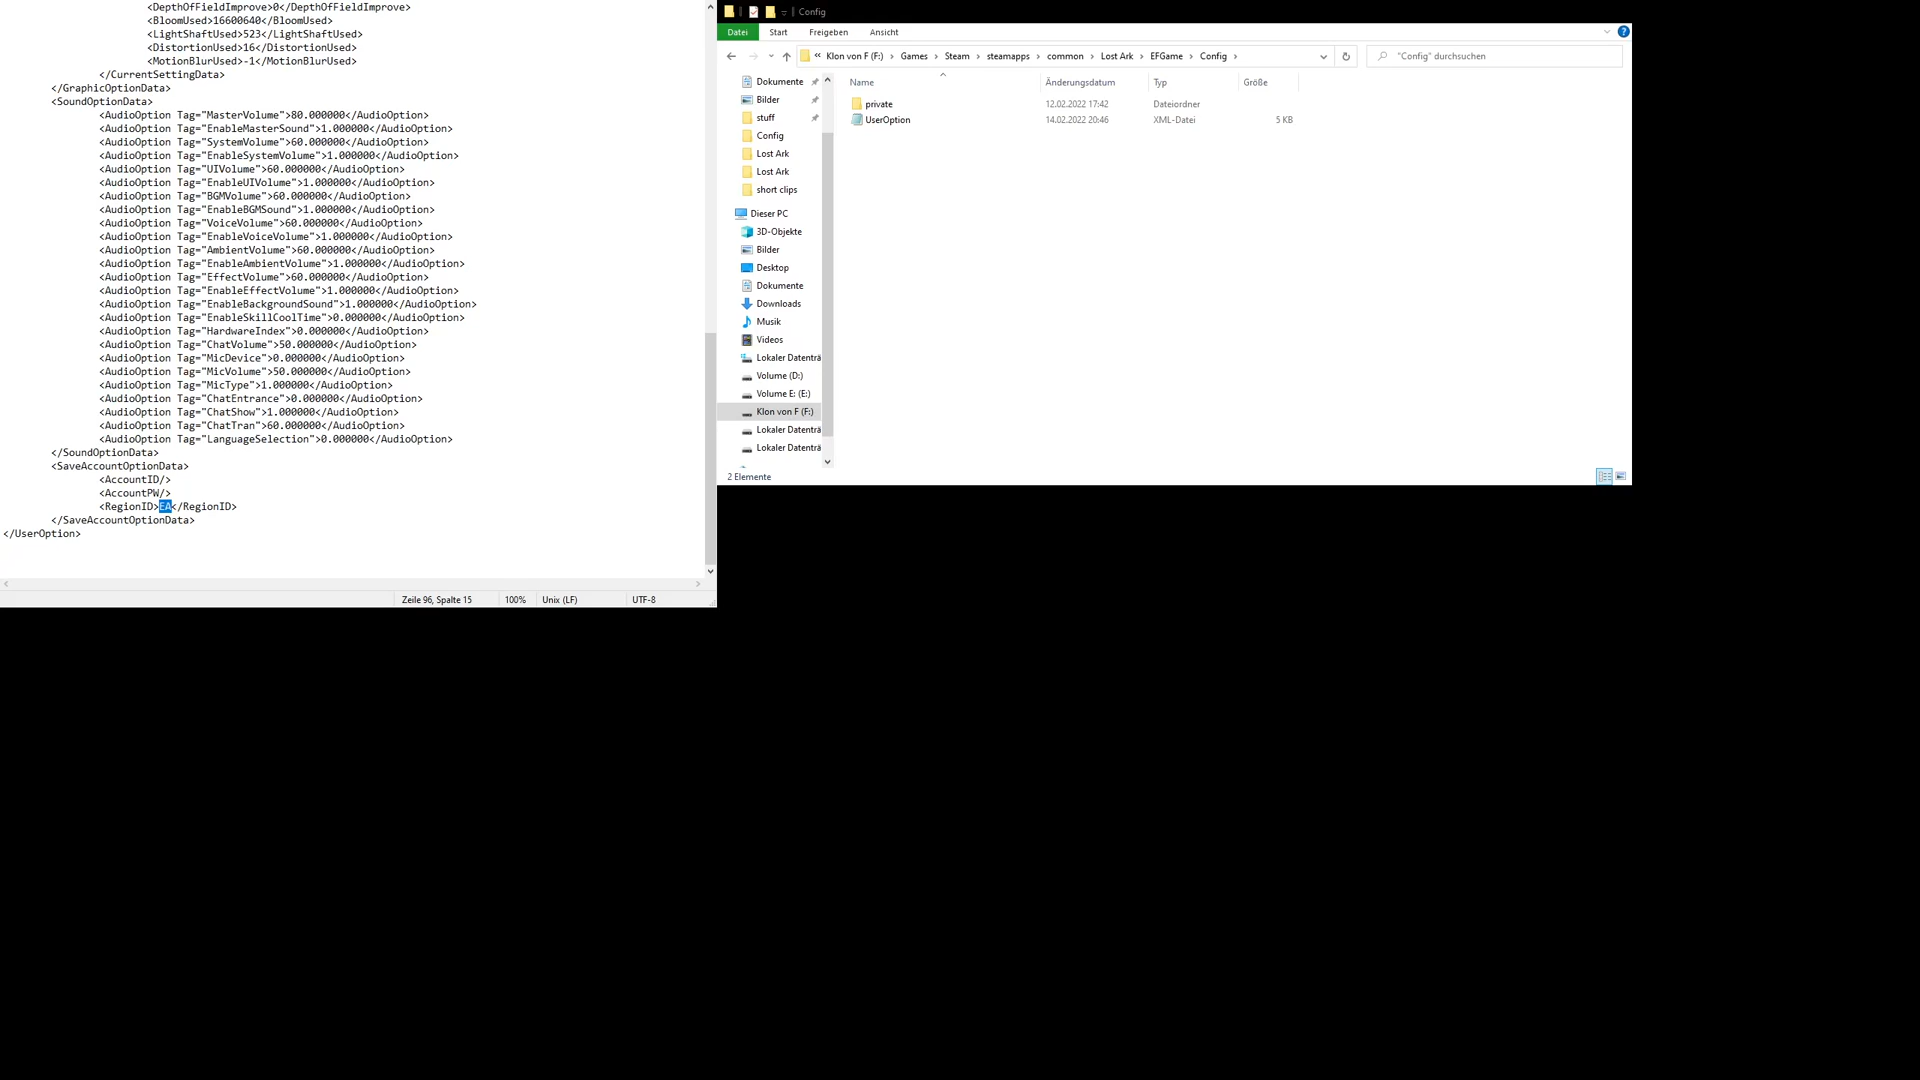 <DepthOfFieldImprove>0</DepthOfFieldImprove>
<BloomUsed>16600640</BloomUsed>
<LightShaftUsed>523</LightShaftUsed>
<DistortionUsed>16</DistortionUsed>
<MotionBlurUsed>-1</MotionBlurUsed>
</CurrentSettingData>
</GraphicOptionData>
<SoundOptionData>
<AudioOption Tag="MasterVolume">80.000000</AudioOption>
<AudioOption Tag="EnableMasterSound">1.000000</AudioOption>
<AudioOption Tag="SystemVolume">60.000000</AudioOption>
<AudioOption Tag="EnableSystemVolume">1.000000</AudioOption>
<AudioOption Tag="UIVolume">60.000000</AudioOption>
<AudioOption Tag="EnableUIVolume">1.000000</AudioOption>
<AudioOption Tag="BGMVolume">60.000000</AudioOption>
<AudioOption Tag="EnableBGMSound">1.000000</AudioOption>
<AudioOption Tag="VoiceVolume">60.000000</AudioOption>
<AudioOption Tag="EnableVoiceVolume">1.000000</AudioOption>
<AudioOption Tag="AmbientVolume">60.000000</AudioOption>
<AudioOption Tag="EnableAmbientVolume">1.000000</AudioOption>
<AudioOption Tag="EffectVolume">60.000000</AudioOption>
<AudioOption Tag="EnableEffectVolume">1.000000</AudioOption>
<AudioOption Tag="EnableBackgroundSound">1.000000</AudioOption>
<AudioOption Tag="EnableSkillCoolTime">0.000000</AudioOption>
<AudioOption Tag="HardwareIndex">0.000000</AudioOption>
<AudioOption Tag="ChatVolume">50.000000</AudioOption>
<AudioOption Tag="MicDevice">0.000000</AudioOption>
<AudioOption Tag="MicVolume">50.000000</AudioOption>
<AudioOption Tag="MicType">1.000000</AudioOption>
<AudioOption Tag="ChatEntrance">0.000000</AudioOption>
<AudioOption Tag="ChatShow">1.000000</AudioOption>
<AudioOption Tag="ChatTran">60.000000</AudioOption>
<AudioOption Tag="LanguageSelection">0.000000</AudioOption>
</SoundOptionData>
<SaveAccountOptionData>
<AccountID/>
<AccountPW/>
<RegionID>EA</RegionID>
</SaveAccountOptionData>
</UserOption>
Zeile 96, Spalte 15 100% Unix (LF) UTF-8
Config
Datei Start Freigeben Ansicht
« Klon von F (F:) > Games > Steam > steamapps > common > Lost Ark > EFGame > Config >
"Config" durchsuchen
Dokumente
Bilder
stuff
Config
Lost Ark
Lost Ark
short clips
Dieser PC
3D-Objekte
Bilder
Desktop
Dokumente
Downloads
Musik
Videos
Lokaler Datenträ
Volume (D:)
Volume E: (E:)
Klon von F (F:)
Lokaler Datenträ
Lokaler Datenträ
Name Änderungsdatum Typ Größe
private 12.02.2022 17:42 Dateiordner
UserOption 14.02.2022 20:46 XML-Datei 5 KB
2 Elemente